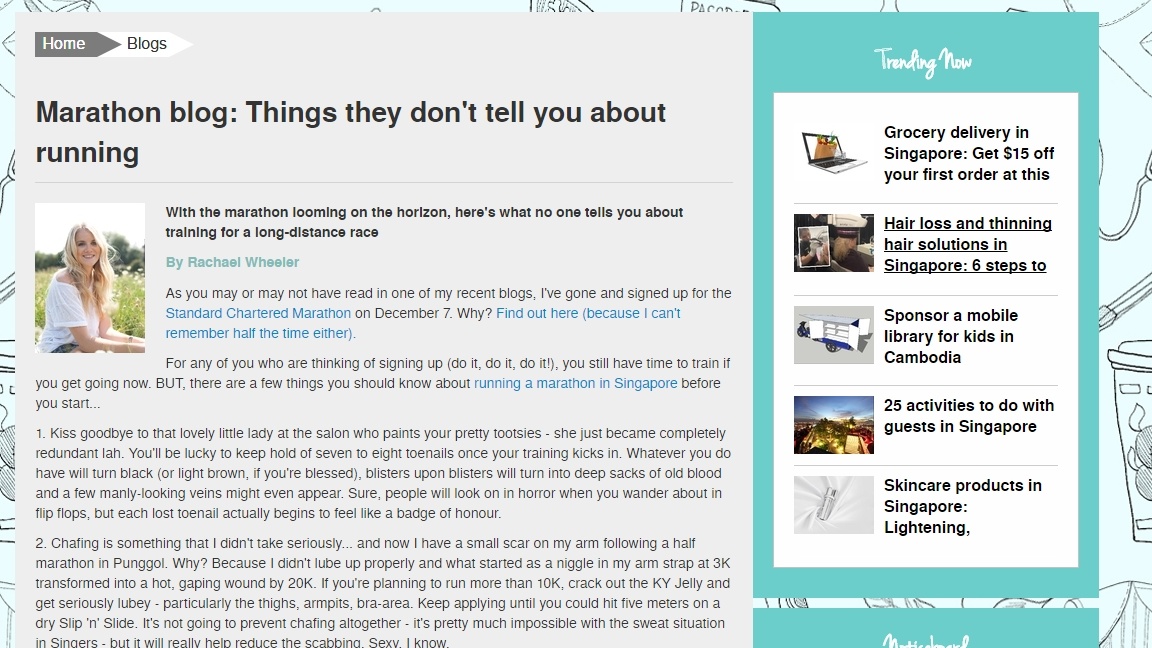 PASSPO
Home Blogs
Marathon blog: Things they don't tell you about
running
With the marathon looming on the horizon, here's what no one tells you about
training for a long-distance race
By Rachael Wheeler
As you may or may not have read in one of my recent blogs, I've gone and signed up for the
Standard Chartered Marathon on December 7. Why? Find out here (because I can't
remember half the time either).
For any of you who are thinking of signing up (do it, do it, do it!), you still have time to train if
you get going now. BUT, there are a few things you should know about running a marathon in Singapore before
you start...
1. Kiss goodbye to that lovely little lady at the salon who paints your pretty tootsies - she just became completely
redundant lah. You'll be lucky to keep hold of seven to eight toenails once your training kicks in. Whatever you do
have will turn black (or light brown, if you're blessed), blisters upon blisters will turn into deep sacks of old blood
and a few manly-looking veins might even appear. Sure, people will look on in horror when you wander about in
flip flops, but each lost toenail actually begins to feel like a badge of honour.
2. Chafing is something that I didn't take seriously... and now I have a small scar on my arm following a half
marathon in Punggol. Why? Because I didn't lube up properly and what started as a niggle in my arm strap at 3K
transformed into a hot, gaping wound by 20K. If you're planning to run more than 10K, crack out the KY Jelly and
get seriously lubey - particularly the thighs, armpits, bra-area. Keep applying until you could hit five meters on a
dry Slip 'n' Slide. It's not going to prevent chafing altogether - it's pretty much impossible with the sweat situation
in Singers - but it will really help reduce the scabbing. Sexy, I know.
Trending Now
Grocery delivery in
Singapore: Get $15 off
your first order at this
Hair loss and thinning
hair solutions in
Singapore: 6 steps to
Sponsor a mobile
library for kids in
Cambodia
25 activities to do with
guests in Singapore
Skincare products in
Singapore:
Lightening,
Noticeboard